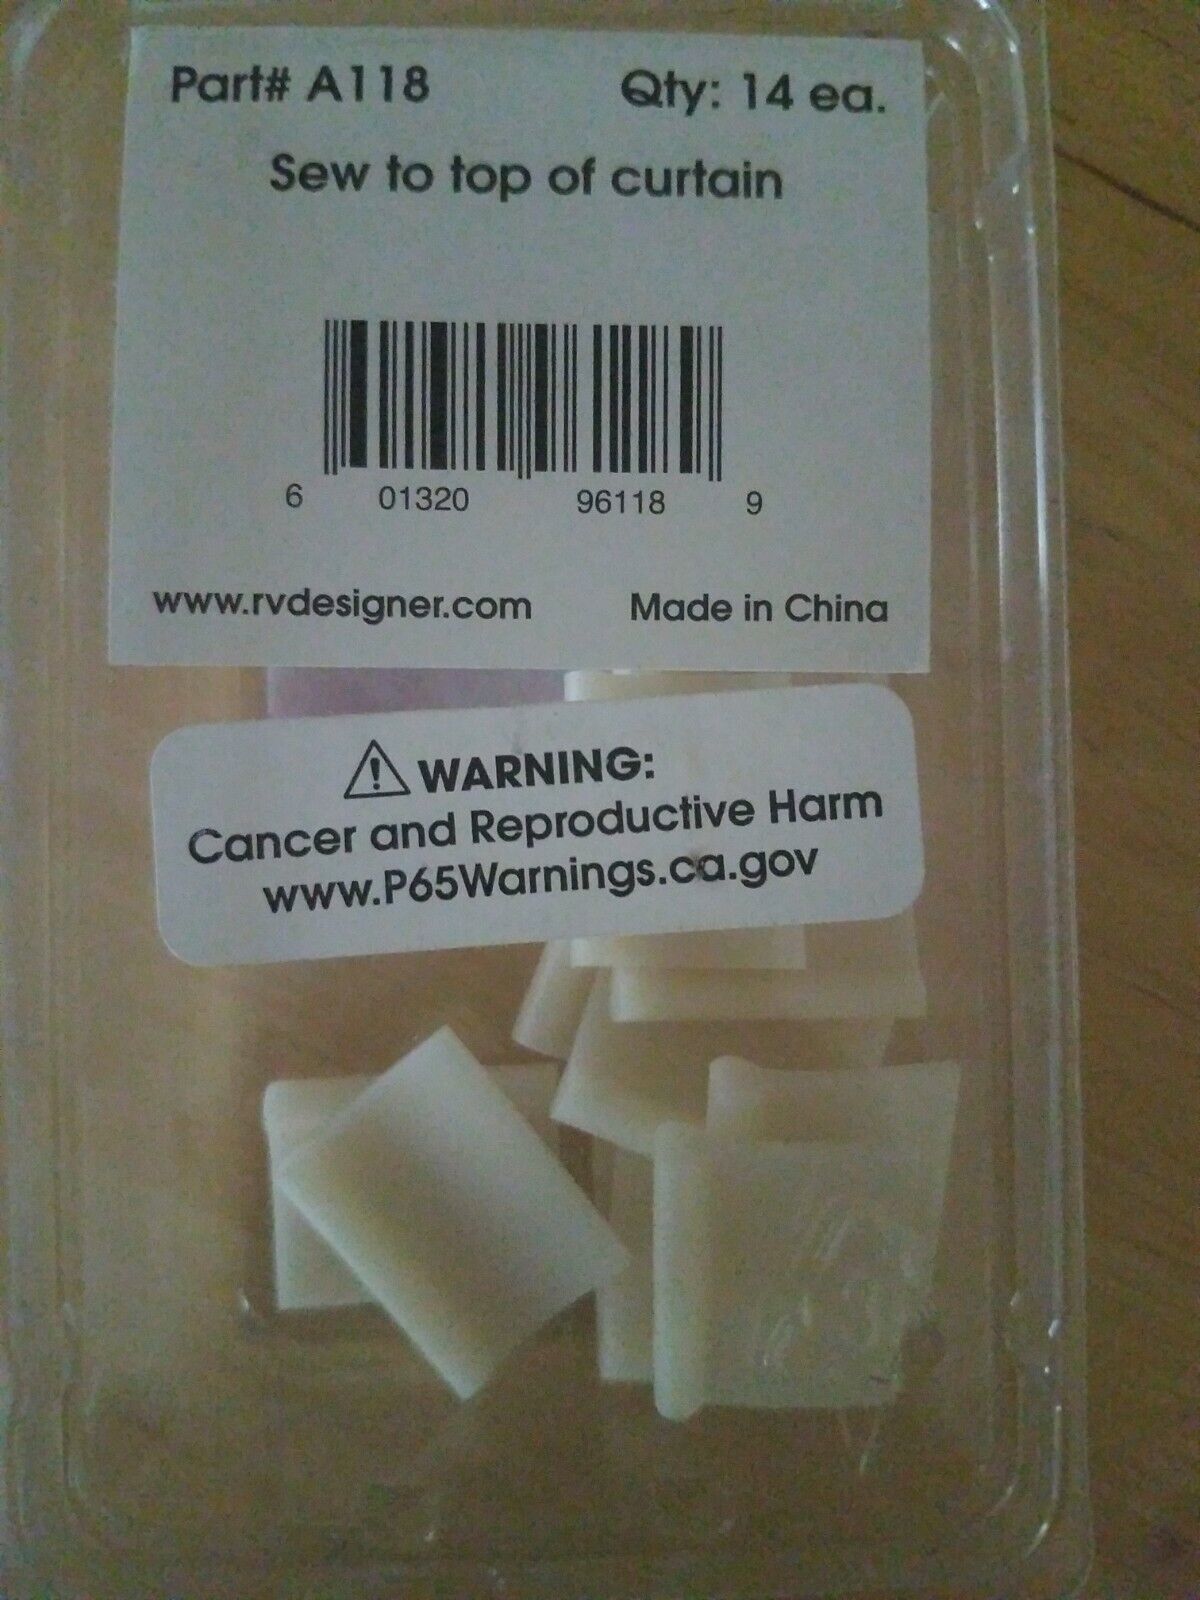 Part# A118 Qty: 14 ea.
Sew to top of curtain
6 01320 96118 9
www.rvdesigner.com Made in China
WARNING:
Cancer and Reproductive Harm
www.P65Warnings.ca.gov